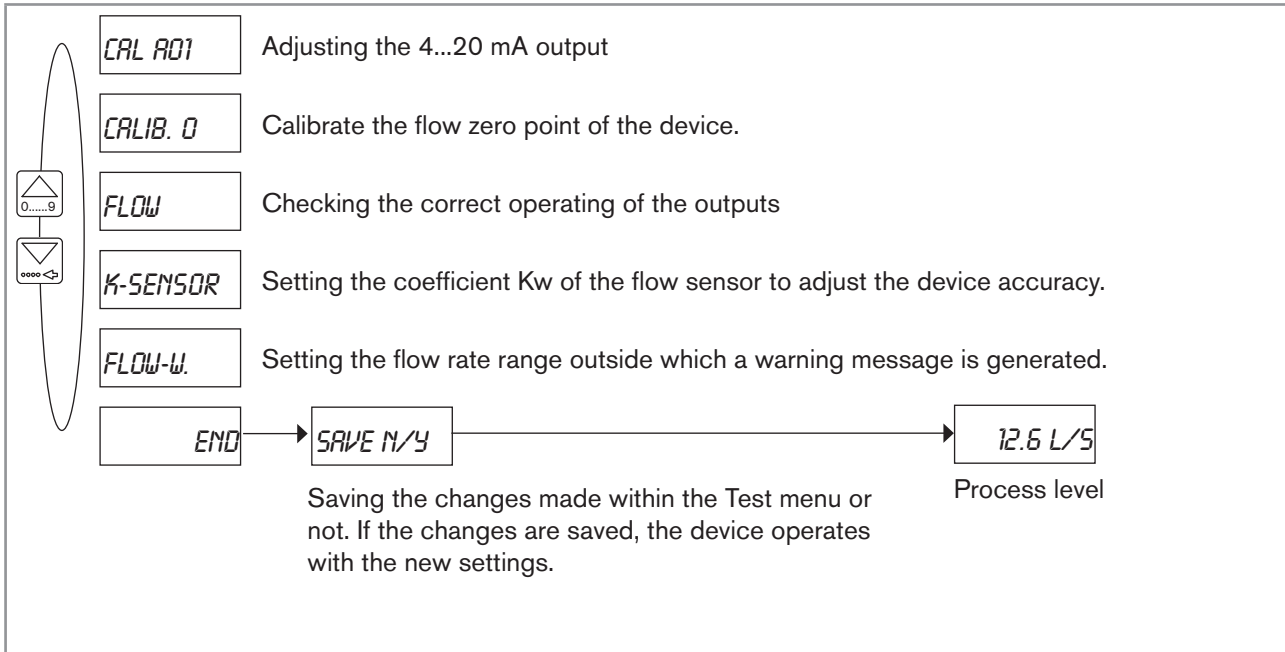 CAL AO1
Adjusting the 4...20 mA output
CALIB. 0
Calibrate the flow zero point of the device.
0......9
FLOW
Checking the correct operating of the outputs
K-SENSOR
Setting the coefficient Kw of the flow sensor to adjust the device accuracy.
FLOW-W.
Setting the flow rate range outside which a warning message is generated.
END
SAVE N/Y
12.6 L/S
Saving the changes made within the Test menu or
not. If the changes are saved, the device operates
with the new settings.
Process level